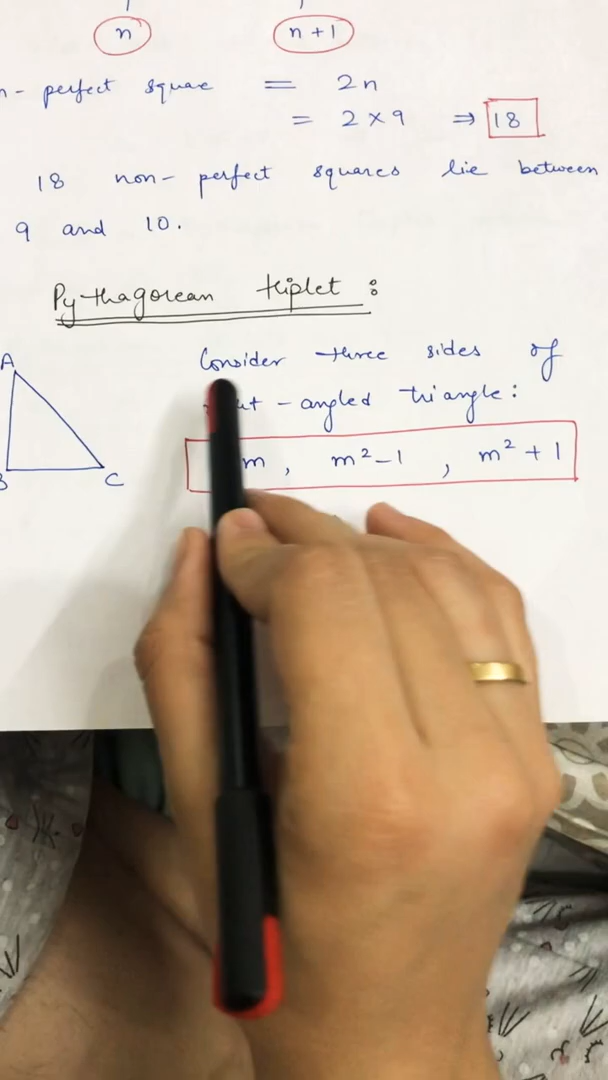 n n + 1
n - perfect square = 2n
= 2 × 9 ⇒ 18
18 non - perfect squares lie between
9 and 10.
Pythagorean triplet :
A
Consider three sides of
- angled triangle :
B C
m , m² - 1 , m² + 1